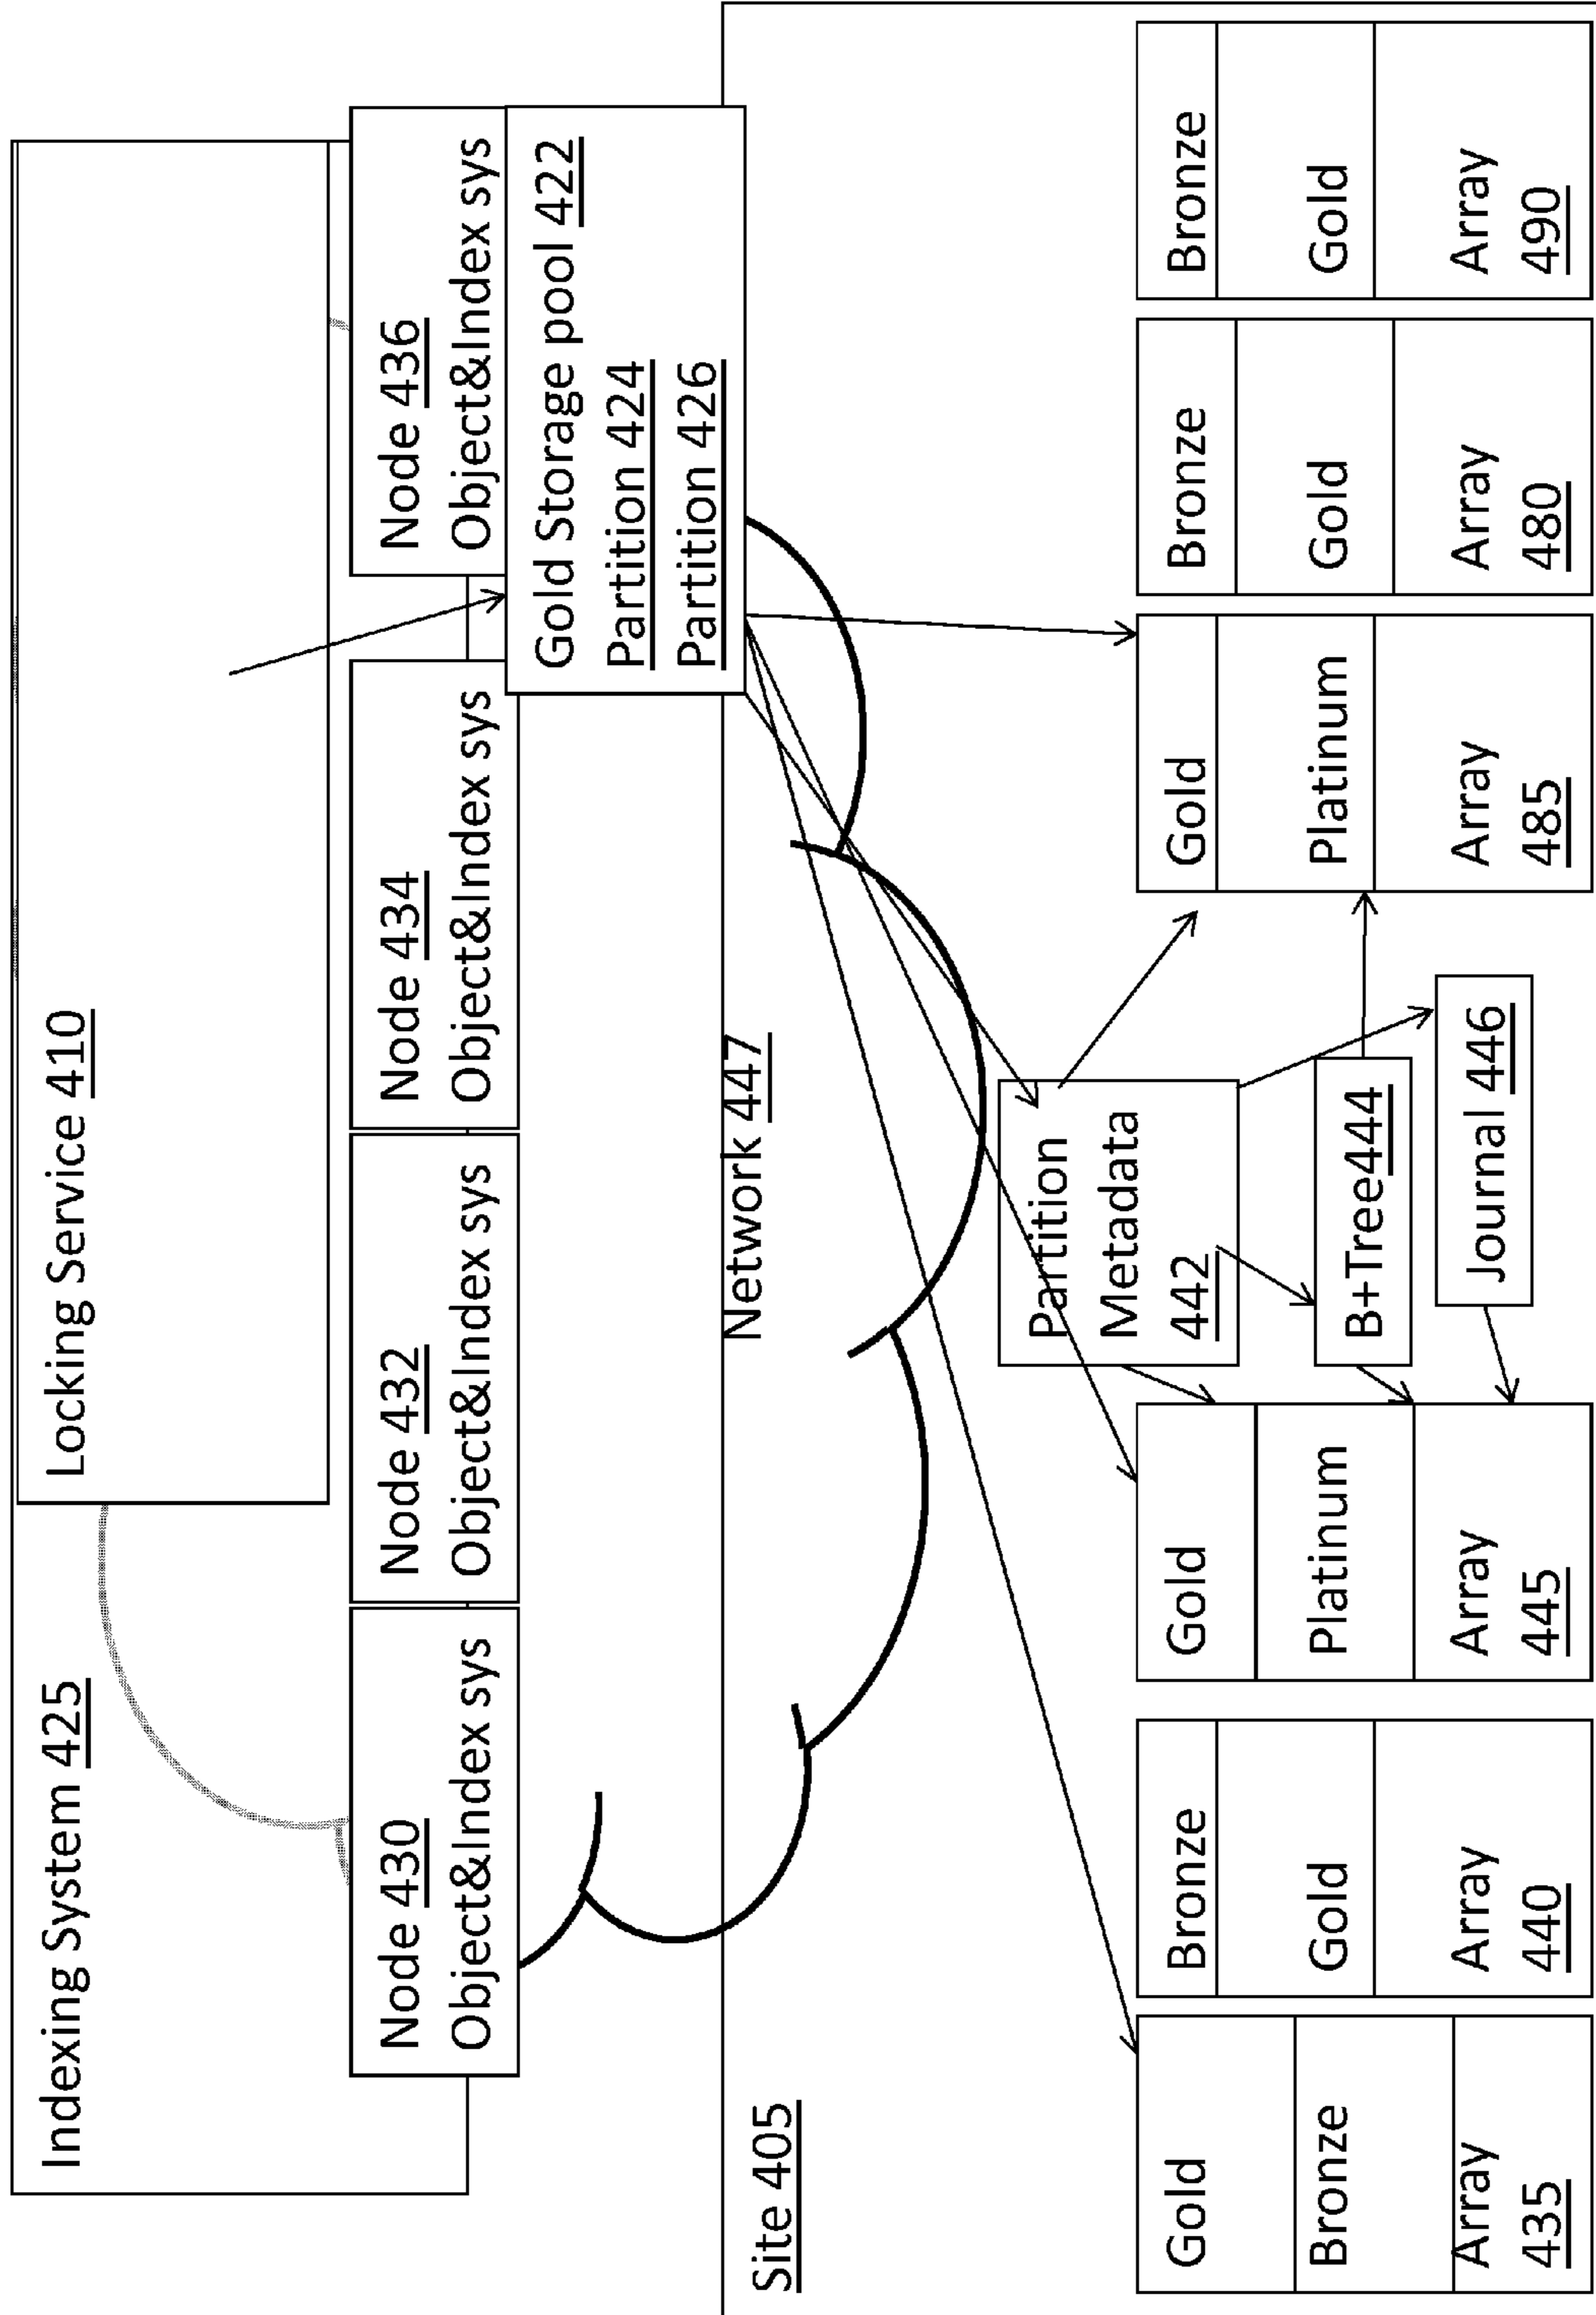 Indexing System 425
Locking Service 410
Node 430
Object&Index sys
Node 432
Object&Index sys
Node 434
Object&Index sys
Node 436
Object&Index sys
Gold Storage pool 422
Partition 424
Partition 426
Network 447
Site 405
Partition
Metadata
442
B+Tree444
Journal 446
Gold
Bronze
Array
435
Bronze
Gold
Array
440
Gold
Platinum
Array
445
Gold
Platinum
Array
485
Bronze
Gold
Array
480
Bronze
Gold
Array
490